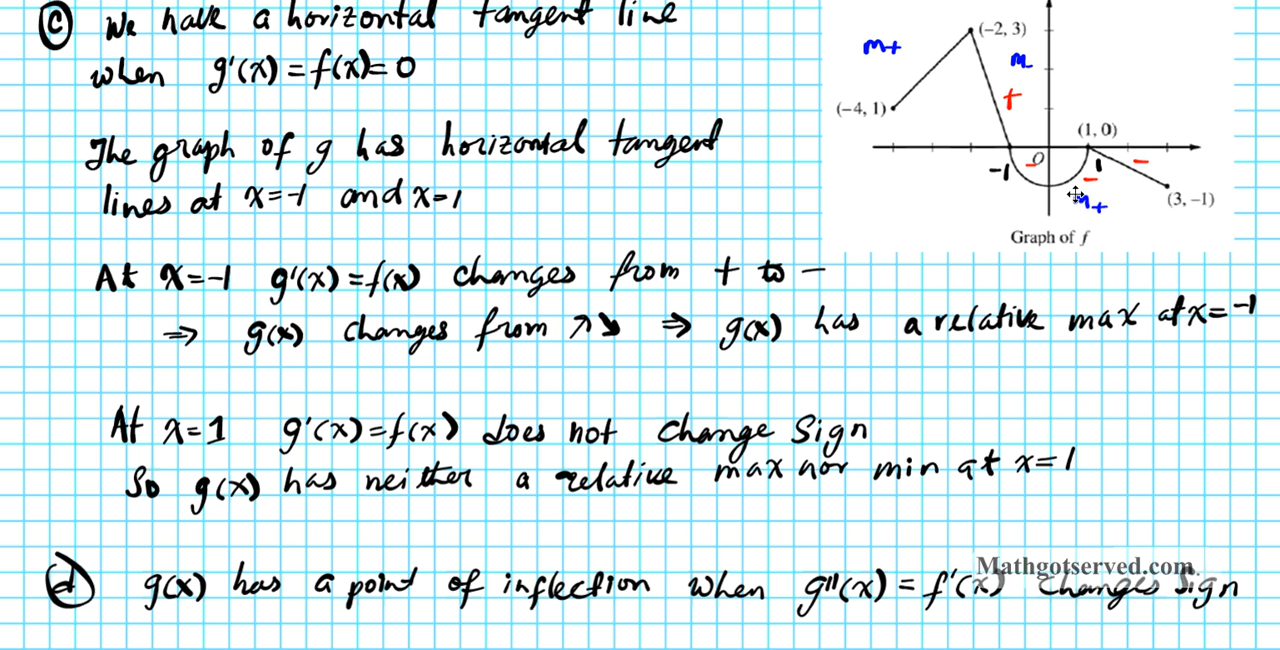 (c) We have a horizontal tangent line
when g'(x) = f(x) = 0
The graph of g has horizontal tangent
lines at x=-1 and x=1
At x=-1 g'(x) = f(x) changes from + to -
⇒ g(x) changes from ↗↘ ⇒ g(x) has a relative max at x=-1
At x=1 g'(x)=f(x) does not change sign
So g(x) has neither a relative max nor min at x=1
(d) g(x) has a point of inflection when g''(x) = f'(x) changes sign
m+
(-2, 3)
m-
(-4, 1)
+
(1, 0)
-1
0
-
1
-
-
m+
(3, -1)
Graph of f
Mathgotserved.com